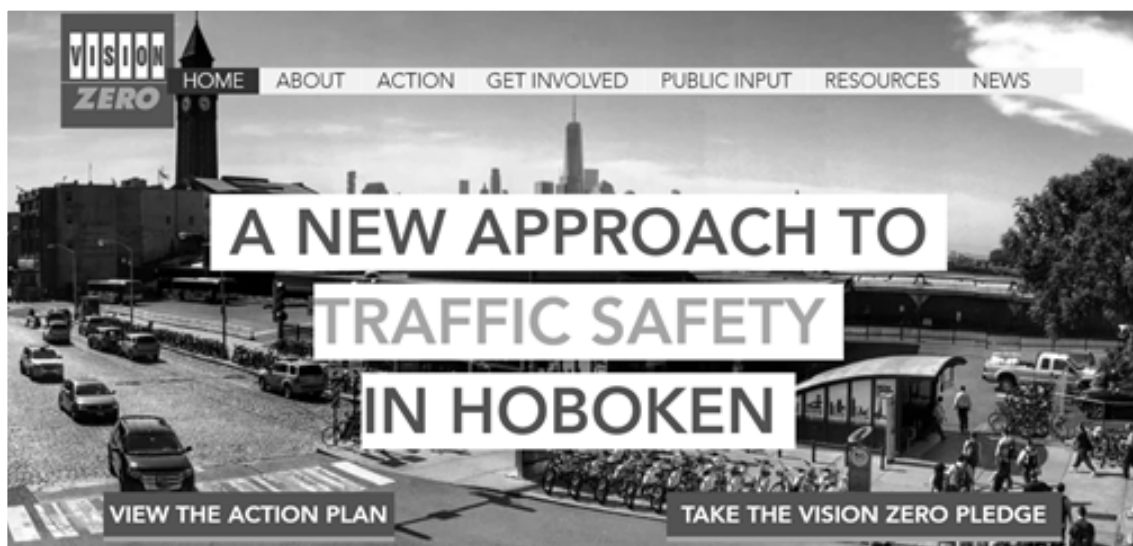 VISION
ZERO
HOME ABOUT ACTION GET INVOLVED PUBLIC INPUT RESOURCES NEWS
A NEW APPROACH TO
TRAFFIC SAFETY
IN HOBOKEN
VIEW THE ACTION PLAN TAKE THE VISION ZERO PLEDGE